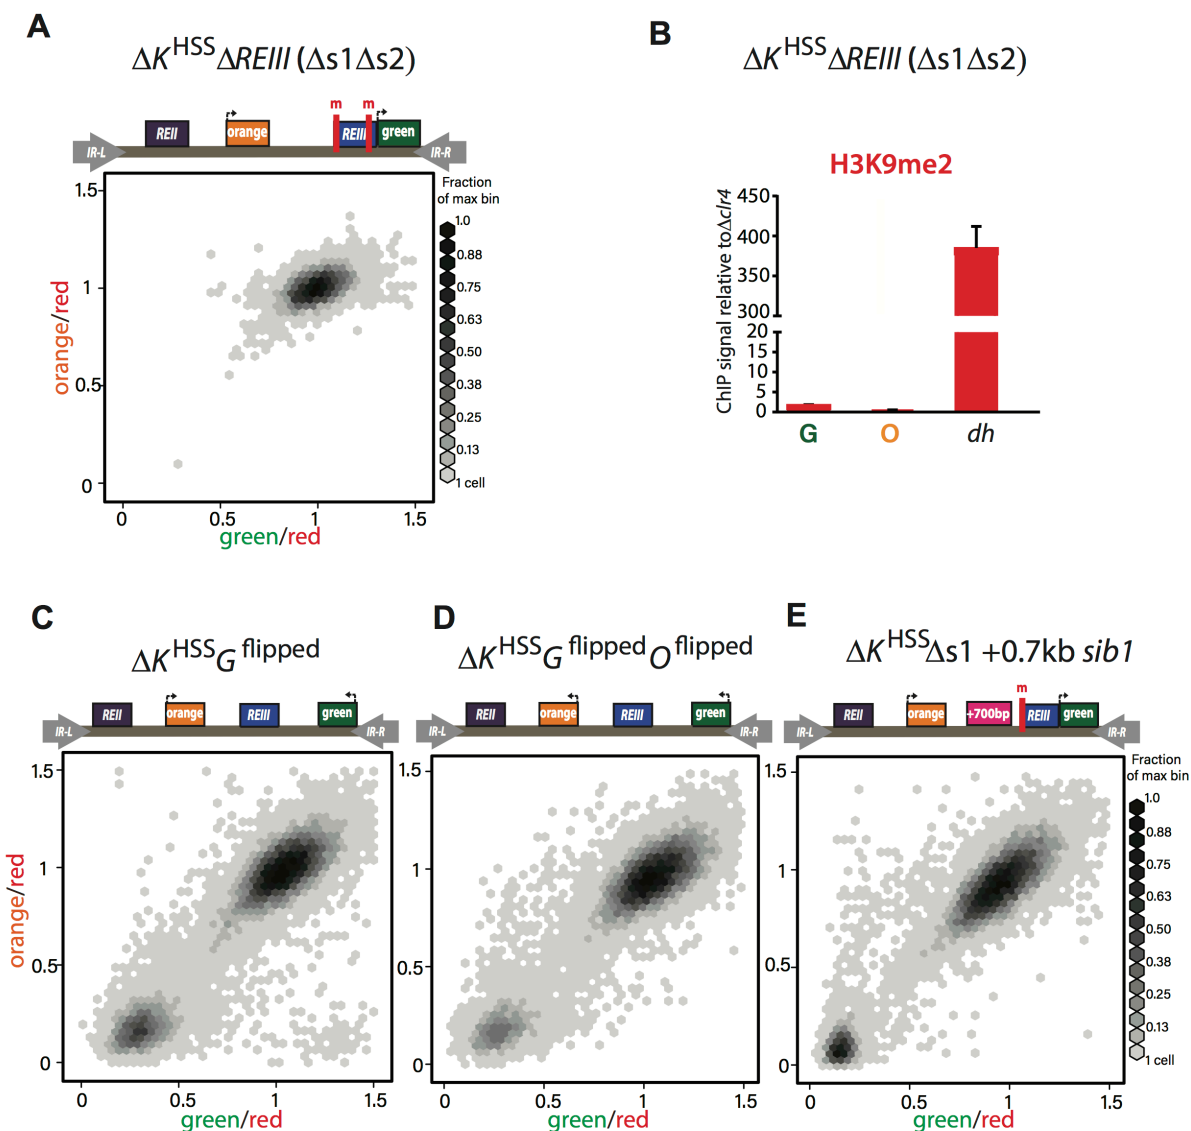 A
ΔK^HSS ΔREIII (Δs1Δs2)
m m
REII orange REIII green
IR-L IR-R
Fraction
of max bin
1.0
0.88
0.75
0.63
0.50
0.38
0.25
0.13
1 cell
1.5
1
0.5
0
orange/red
0 0.5 1 1.5
green/red
B
ΔK^HSS ΔREIII (Δs1Δs2)
H3K9me2
ChIP signal relative toΔclr4
450
400
350
300
20
15
10
5
0
G O dh
C
ΔK^HSS G^flipped
REII orange REIII green
IR-L IR-R
1.5
1
0.5
0
orange/red
0 0.5 1 1.5
green/red
D
ΔK^HSS G^flipped O^flipped
REII orange REIII green
IR-L IR-R
1.5
1
0.5
0
0 0.5 1 1.5
green/red
E
ΔK^HSS Δs1 +0.7kb sib1
m
REII orange +700bp REIII green
IR-L IR-R
Fraction
of max bin
1.0
0.88
0.75
0.63
0.50
0.38
0.25
0.13
1 cell
1.5
1
0.5
0
0 0.5 1 1.5
green/red